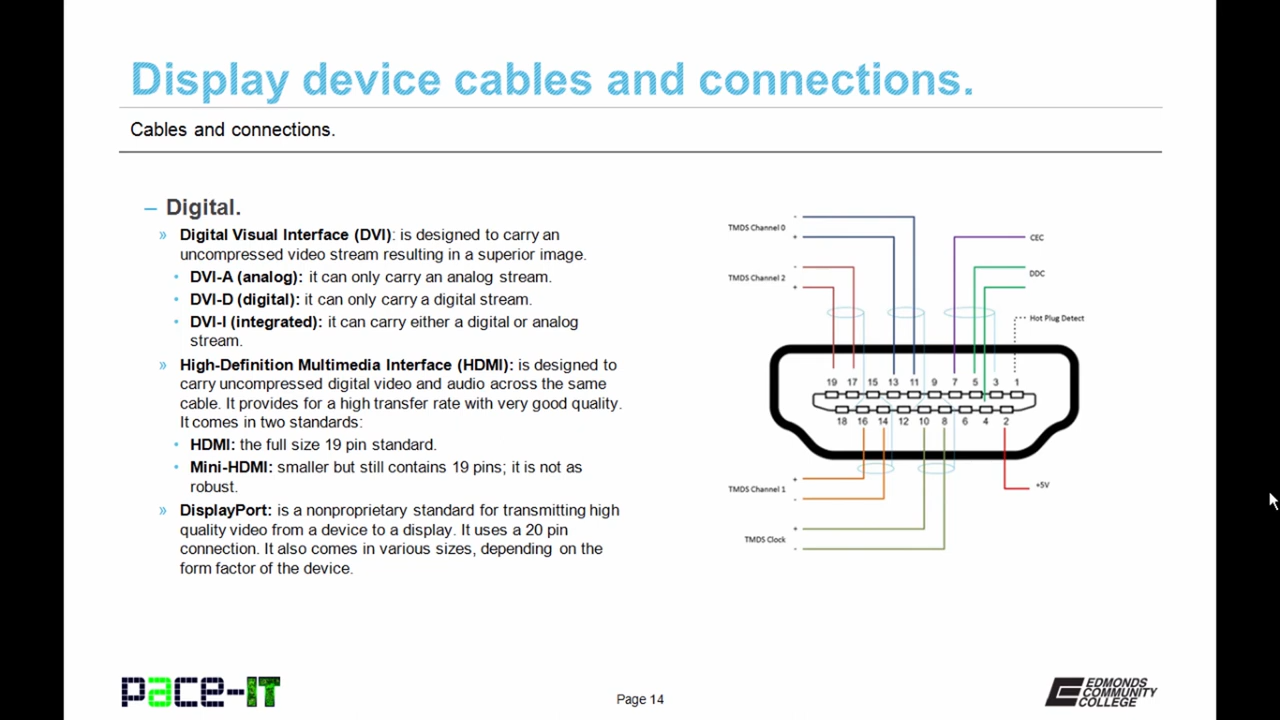 Display device cables and connections.
Cables and connections.
– Digital.
» Digital Visual Interface (DVI): is designed to carry an
uncompressed video stream resulting in a superior image.
• DVI-A (analog): it can only carry an analog stream.
• DVI-D (digital): it can only carry a digital stream.
• DVI-I (integrated): it can carry either a digital or analog
stream.
» High-Definition Multimedia Interface (HDMI): is designed to
carry uncompressed digital video and audio across the same
cable. It provides for a high transfer rate with very good quality.
It comes in two standards:
• HDMI: the full size 19 pin standard.
• Mini-HDMI: smaller but still contains 19 pins; it is not as
robust.
» DisplayPort: is a nonproprietary standard for transmitting high
quality video from a device to a display. It uses a 20 pin
connection. It also comes in various sizes, depending on the
form factor of the device.
TMDS Channel 0 - +
TMDS Channel 2 - +
CEC
DDC
Hot Plug Detect
19 17 15 13 11 9 7 5 3 1
18 16 14 12 10 8 6 4 2
TMDS Channel 1 + -
TMDS Clock + -
+5V
pace-IT
Page 14
EDMONDS
COMMUNITY
COLLEGE